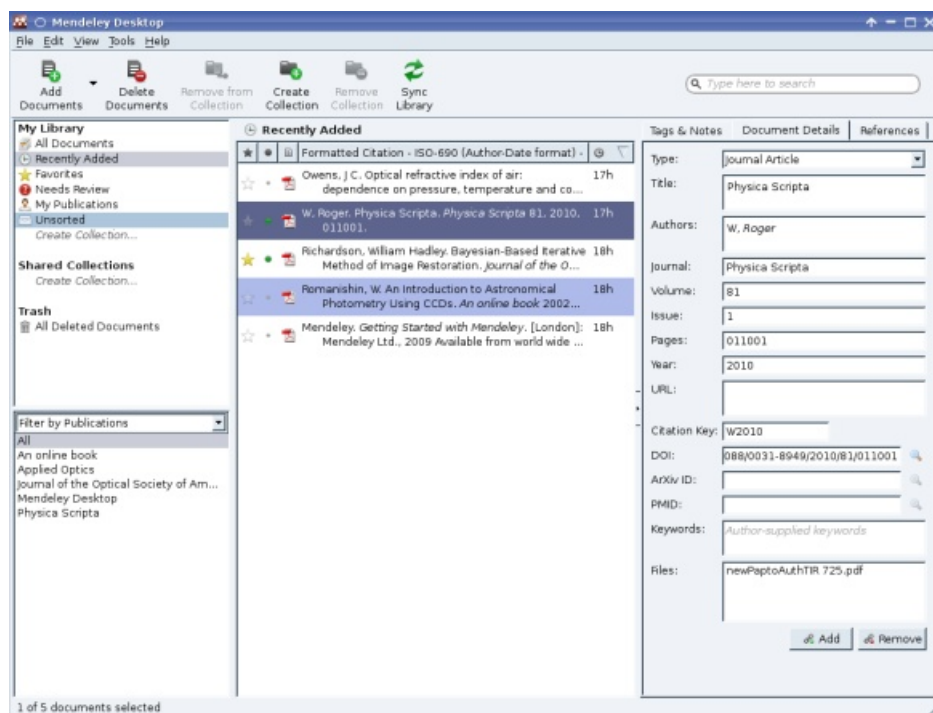 Mendeley Desktop
File Edit View Tools Help
Add Documents
Delete Documents
Remove from Collection
Create Collection
Remove Collection
Sync Library
Type here to search
My Library
All Documents
Recently Added
Favorites
Needs Review
My Publications
Unsorted
Create Collection...
Shared Collections
Create Collection...
Trash
All Deleted Documents
Filter by Publications
All
An online book
Applied Optics
Journal of the Optical Society of Am...
Mendeley Desktop
Physica Scripta
Recently Added
Formatted Citation - ISO-690 (Author-Date format) -
Owens, J C. Optical refractive index of air: 17h
dependence on pressure, temperature and co...
W, Roger. Physica Scripta. Physica Scripta 81, 2010, 17h
011001.
Richardson, William Hadley. Bayesian-Based Iterative 18h
Method of Image Restoration. Journal of the O...
Romanishin, W. An Introduction to Astronomical 18h
Photometry Using CCDs. An online book 2002...
Mendeley. Getting Started with Mendeley. [London]: 18h
Mendeley Ltd., 2009 Available from world wide ...
Tags & Notes Document Details References
Type: Journal Article
Title: Physica Scripta
Authors: W, Roger
Journal: Physica Scripta
Volume: 81
Issue: 1
Pages: 011001
Year: 2010
URL:
Citation Key: W2010
DOI: 088/0031-8949/2010/81/011001
ArXiv ID:
PMID:
Keywords: Author-supplied keywords
Files: newPaptoAuthTIR 725.pdf
Add Remove
1 of 5 documents selected